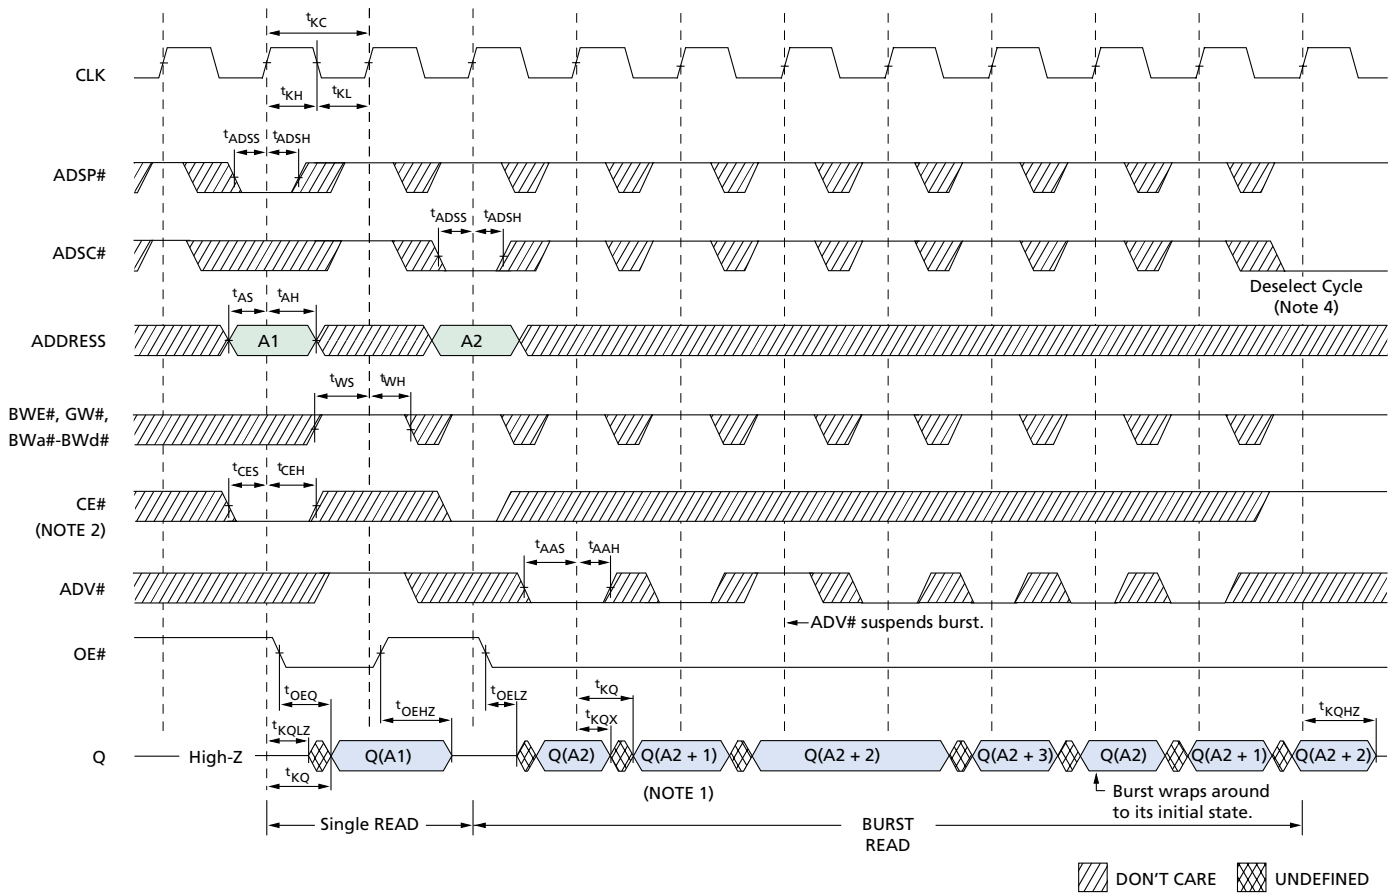 tKC
CLK
tKH
tKL
tADSS
tADSH
ADSP#
tADSS
tADSH
ADSC#
Deselect Cycle
(Note 4)
tAS
tAH
ADDRESS
A1
A2
tWS
tWH
BWE#, GW#,
BWa#-BWd#
tCES
tCEH
CE#
(NOTE 2)
tAAS
tAAH
ADV#
ADV# suspends burst.
OE#
tOEQ
tOEHZ
tOELZ
tKQ
tKQX
tKQLZ
tKQHZ
Q
High-Z
Q(A1)
Q(A2)
Q(A2 + 1)
Q(A2 + 2)
Q(A2 + 3)
Q(A2)
Q(A2 + 1)
Q(A2 + 2)
tKQ
(NOTE 1)
Burst wraps around
to its initial state.
Single READ
BURST
READ
DON'T CARE
UNDEFINED